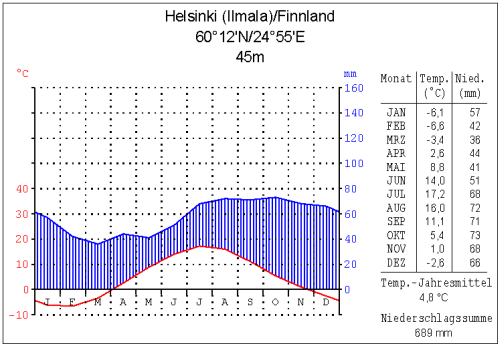 Helsinki (Ilmala)/Finnland
60°12'N/24°55'E
45m
°C
mm
160
140
120
100
40 80
30 60
20 40
10 20
0 0
-10
J F M A M J J A S O N D
Monat Temp. Nied.
(°C) (mm)
JAN -6,1 57
FEB -6,6 42
MRZ -3,4 36
APR 2,6 44
MAI 8,8 41
JUN 14,0 51
JUL 17,2 68
AUG 16,0 72
SEP 11,1 71
OKT 5,4 73
NOV 1,0 68
DEZ -2,6 66
Temp.-Jahresmittel
4,8 °C
Niederschlagssumme
689 mm